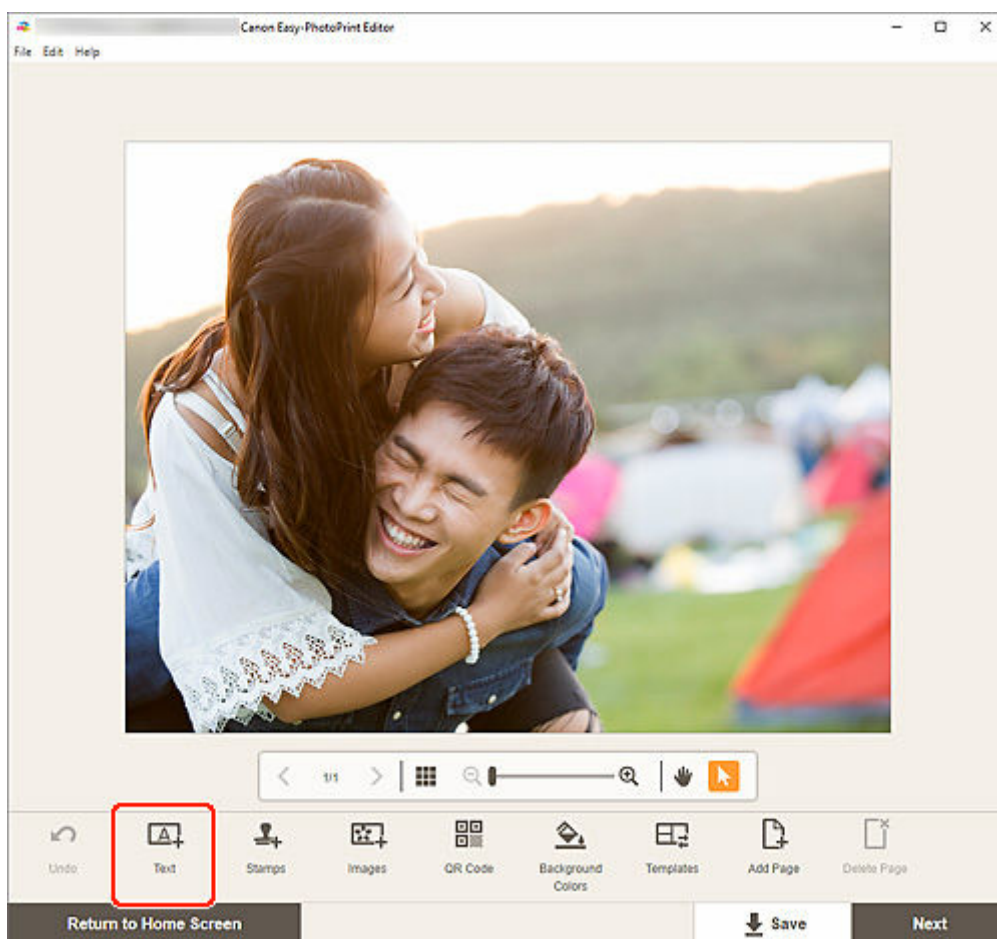 Canon Easy-PhotoPrint Editor
File Edit Help
1/1
Undo
Text
Stamps
Images
QR Code
Background
Colors
Templates
Add Page
Delete Page
Return to Home Screen
Save
Next